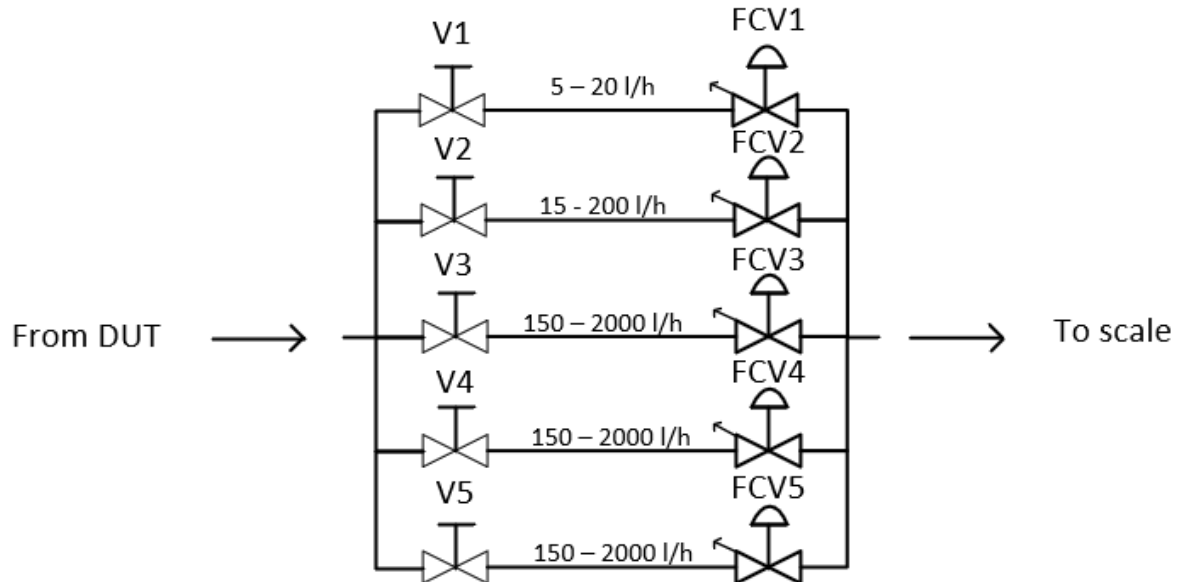 V1
FCV1
5 – 20 l/h
V2
FCV2
15 - 200 l/h
V3
FCV3
150 – 2000 l/h
From DUT
To scale
V4
FCV4
150 – 2000 l/h
V5
FCV5
150 – 2000 l/h